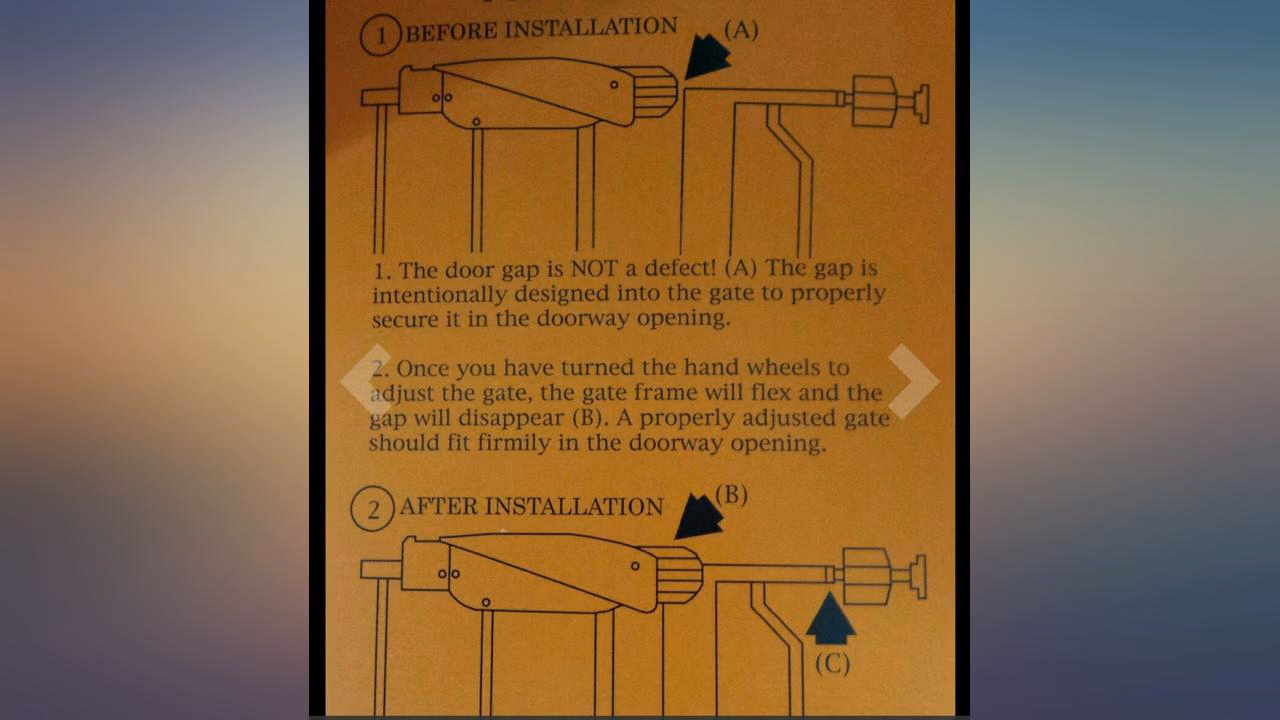 1 BEFORE INSTALLATION (A)
1. The door gap is NOT a defect! (A) The gap is
intentionally designed into the gate to properly
secure it in the doorway opening.
2. Once you have turned the hand wheels to
adjust the gate, the gate frame will flex and the
gap will disappear (B). A properly adjusted gate
should fit firmily in the doorway opening.
2 AFTER INSTALLATION (B)
(C)